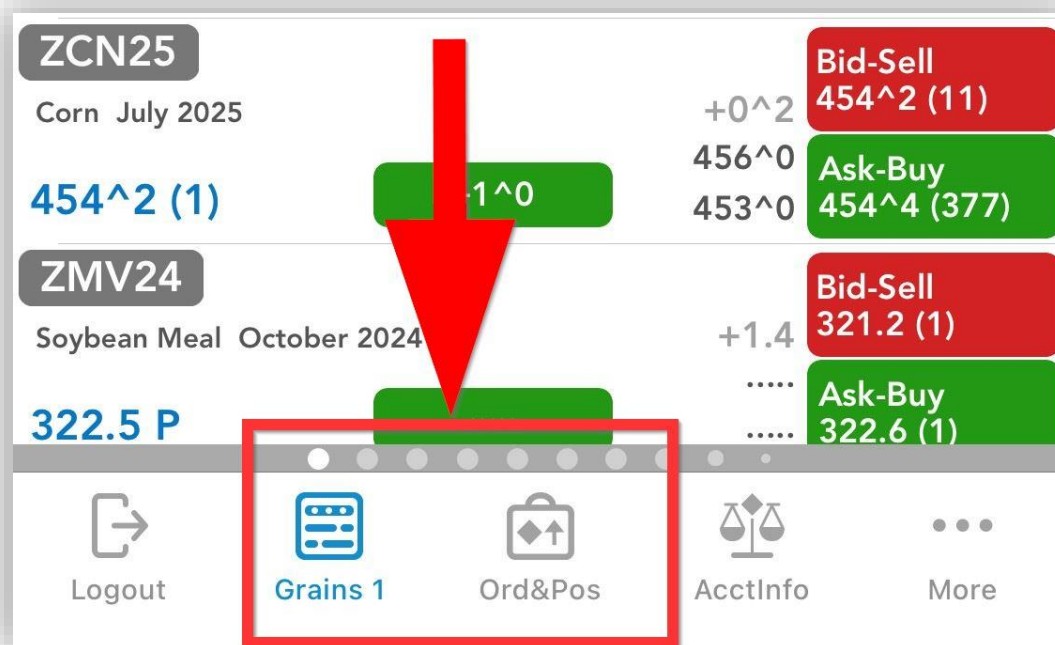 ZCN25
Corn July 2025
454^2 (1)
1^0
+0^2
456^0
453^0
Bid-Sell
454^2 (11)
Ask-Buy
454^4 (377)
ZMV24
Soybean Meal October 2024
322.5 P
+1.4
.....
.....
Bid-Sell
321.2 (1)
Ask-Buy
322.6 (1)
Logout
Grains 1
Ord&Pos
AcctInfo
More